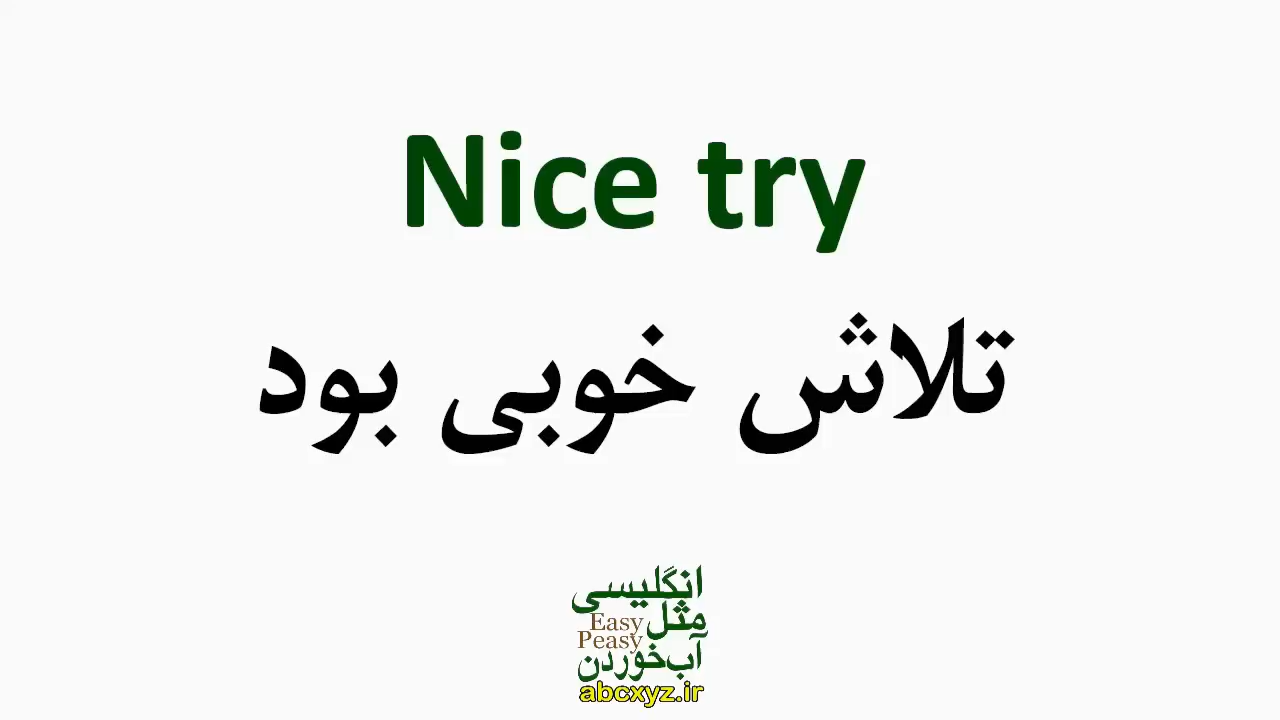 Nice try
تلاش خوبی بود
انگلیسی
مثل Easy
Peasy
آب‌خوردن
abcxyz.ir